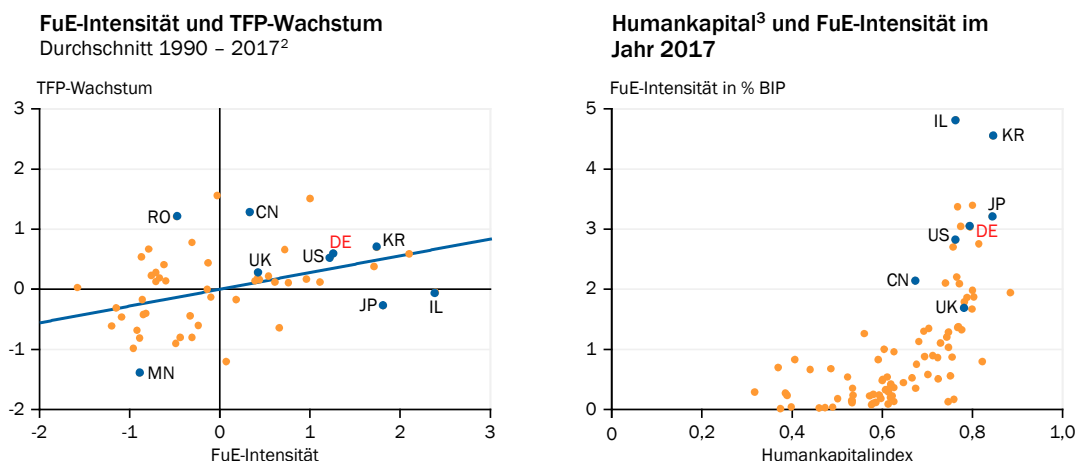 FuE-Intensität und TFP-Wachstum
Durchschnitt 1990 – 2017²
TFP-Wachstum
3
2
1
0
-1
-2
-2
-1
0
1
2
3
FuE-Intensität
RO
CN
UK
US
DE
KR
JP
IL
MN
Humankapital³ und FuE-Intensität im
Jahr 2017
FuE-Intensität in % BIP
5
4
3
2
1
0
0
0,2
0,4
0,6
0,8
1,0
Humankapitalindex
IL
KR
JP
DE
US
CN
UK